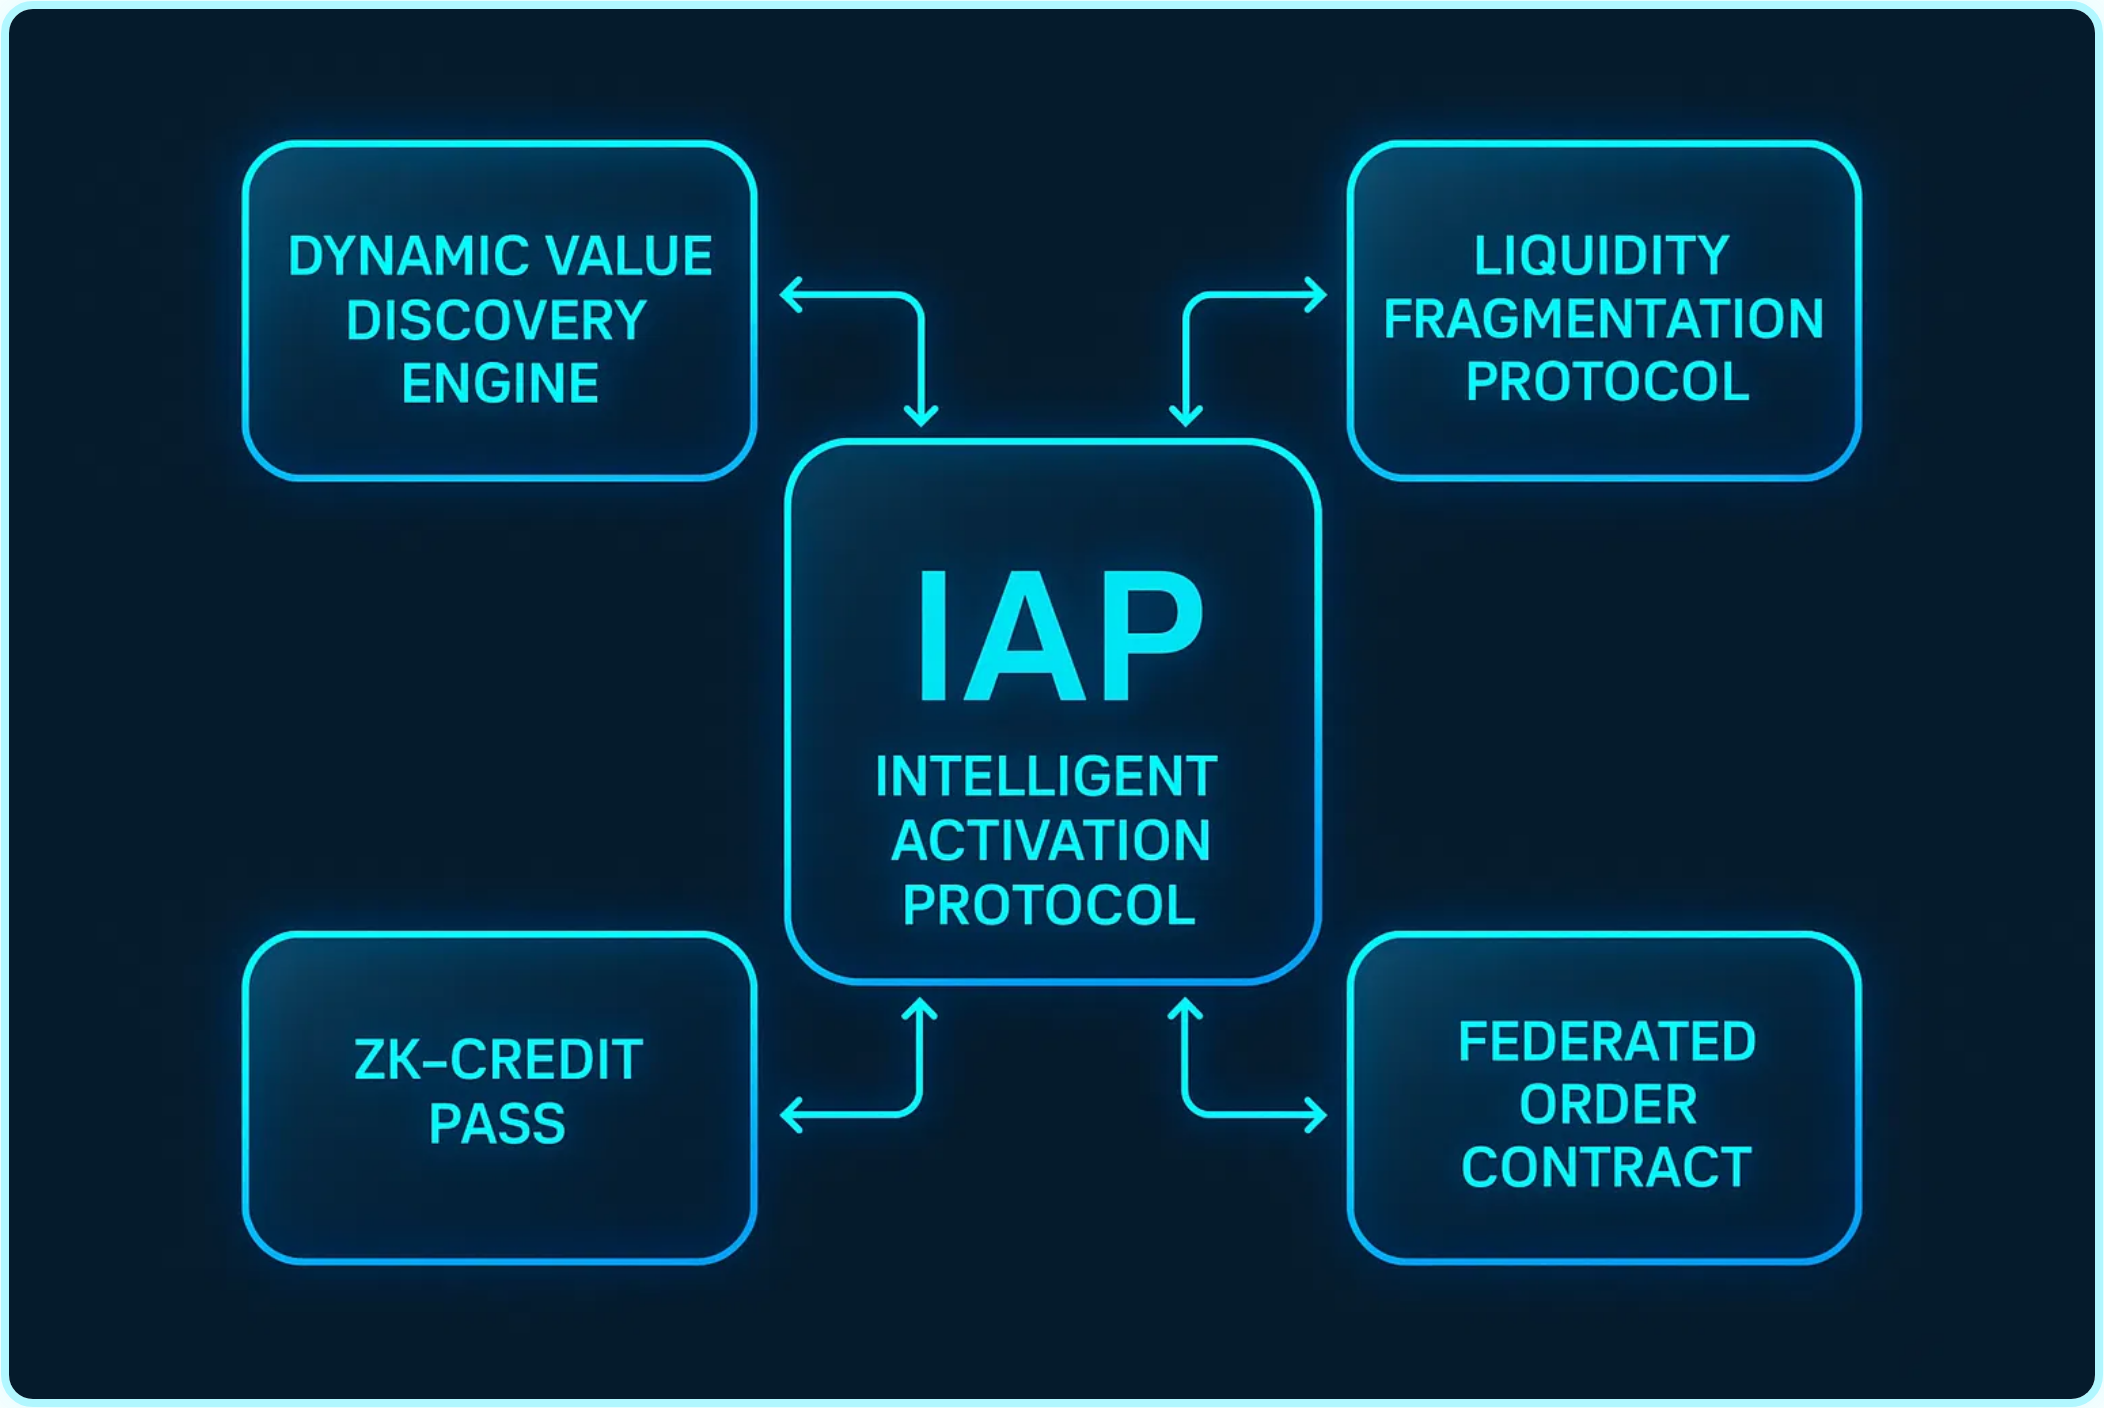 DYNAMIC VALUE
DISCOVERY
ENGINE
LIQUIDITY
FRAGMENTATION
PROTOCOL
IAP
INTELLIGENT
ACTIVATION
PROTOCOL
ZK–CREDIT
PASS
FEDERATED
ORDER
CONTRACT